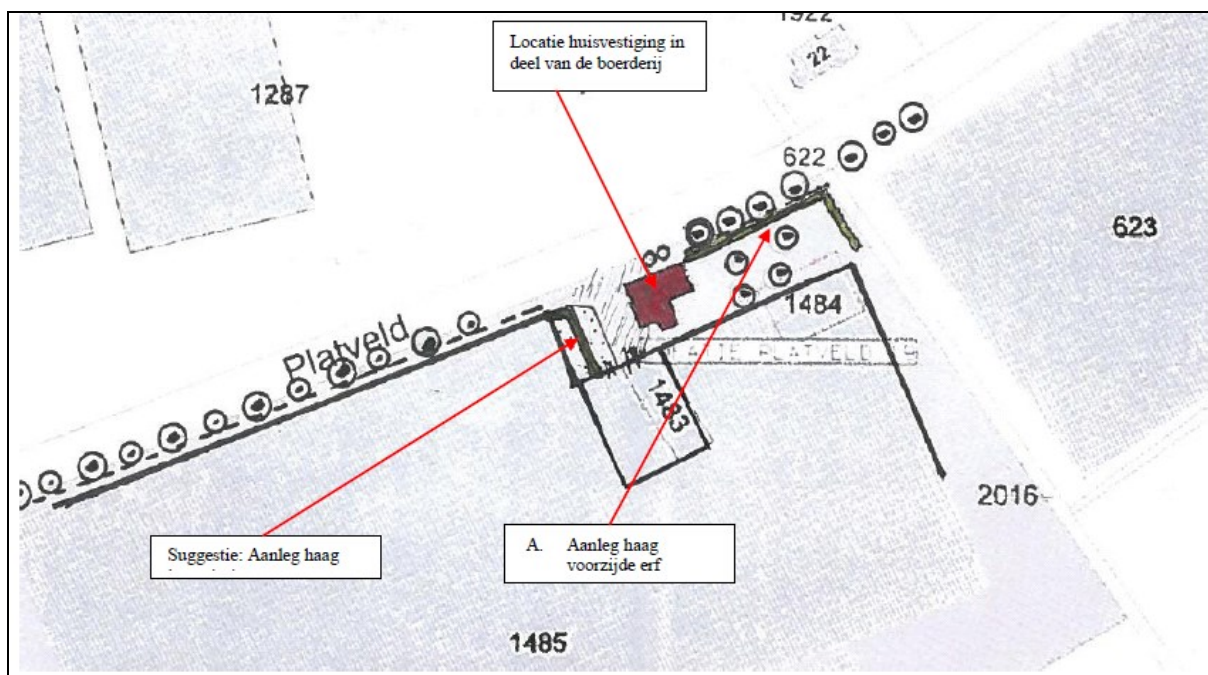 1922
Locatie huisvestiging in
deel van de boerderij
22
1287
622
623
1484
Platveld
PLATVELD
1483
2016
Suggestie: Aanleg haag
A. Aanleg haag
voorzijde erf
1485